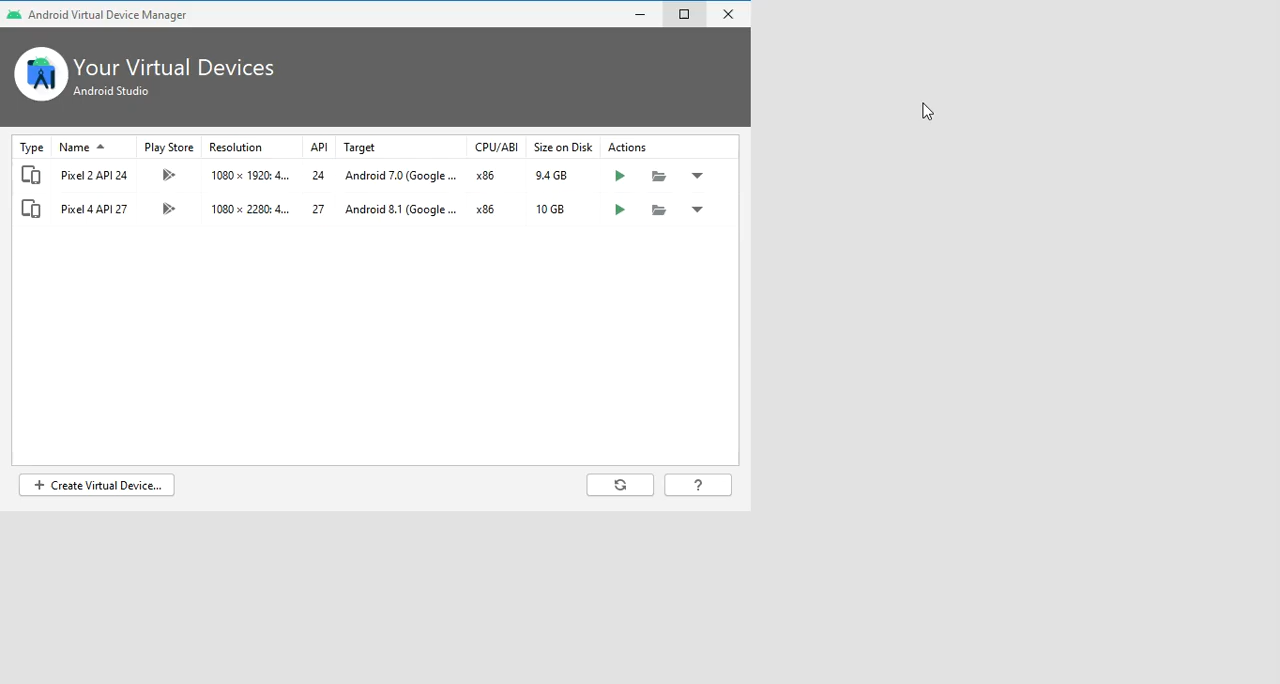 Android Virtual Device Manager
Your Virtual Devices
Android Studio
Type Name Play Store Resolution API Target CPU/ABI Size on Disk Actions
Pixel 2 API 24 1080 × 1920: 4... 24 Android 7.0 (Google ... x86 9.4 GB
Pixel 4 API 27 1080 × 2280: 4... 27 Android 8.1 (Google ... x86 10 GB
+ Create Virtual Device... ?